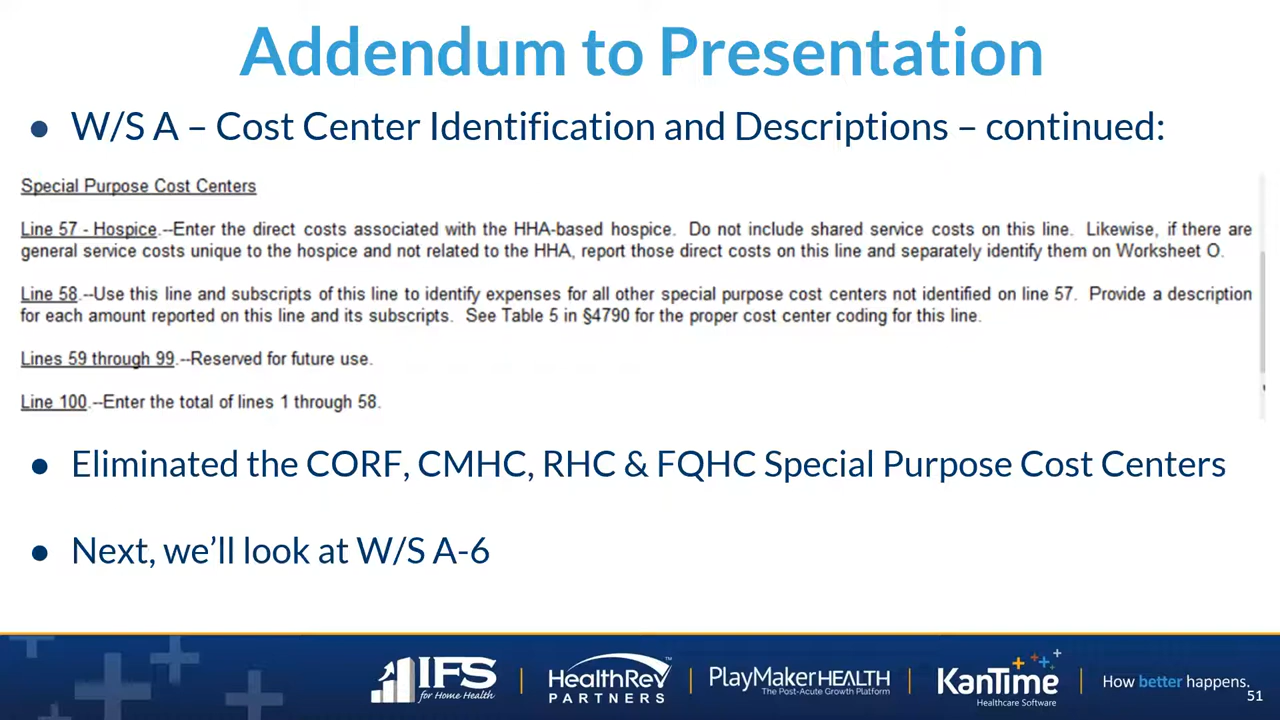 Addendum to Presentation
● W/S A – Cost Center Identification and Descriptions – continued:
Special Purpose Cost Centers
Line 57 - Hospice.--Enter the direct costs associated with the HHA-based hospice. Do not include shared service costs on this line. Likewise, if there are
general service costs unique to the hospice and not related to the HHA, report those direct costs on this line and separately identify them on Worksheet O.
Line 58.--Use this line and subscripts of this line to identify expenses for all other special purpose cost centers not identified on line 57. Provide a description
for each amount reported on this line and its subscripts. See Table 5 in §4790 for the proper cost center coding for this line.
Lines 59 through 99.--Reserved for future use.
Line 100.--Enter the total of lines 1 through 58.
● Eliminated the CORF, CMHC, RHC & FQHC Special Purpose Cost Centers
● Next, we’ll look at W/S A-6
IFS
for Home Health
HealthRev™
PARTNERS
PlayMakerHEALTH
The Post-Acute Growth Platform
KanTime
Healthcare Software
How better happens.
51